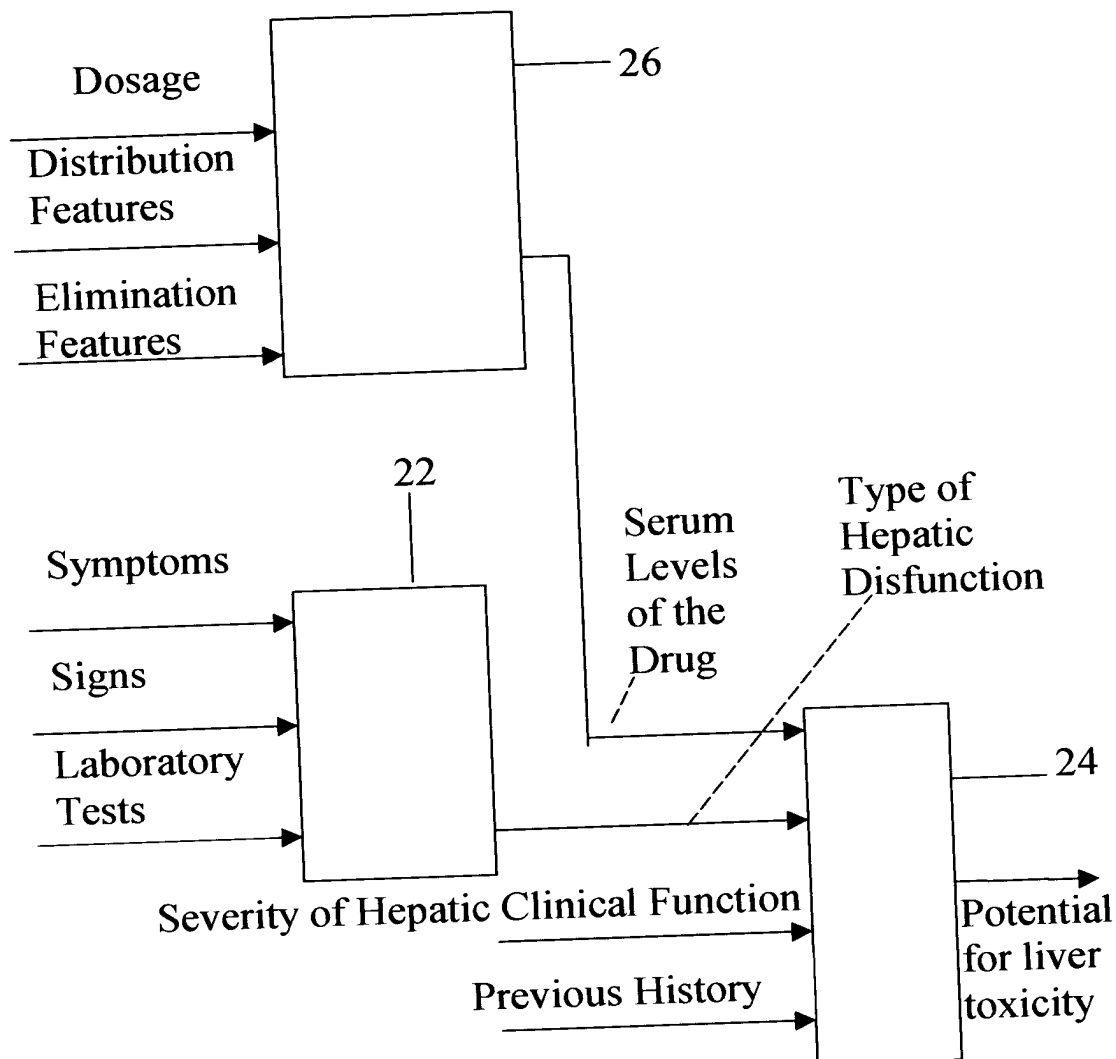 26
Dosage
Distribution
Features
Elimination
Features
22
Symptoms
Signs
Laboratory
Tests
Serum
Levels
of the
Drug
Type of
Hepatic
Disfunction
24
Severity of Hepatic Clinical Function
Previous History
Potential
for liver
toxicity